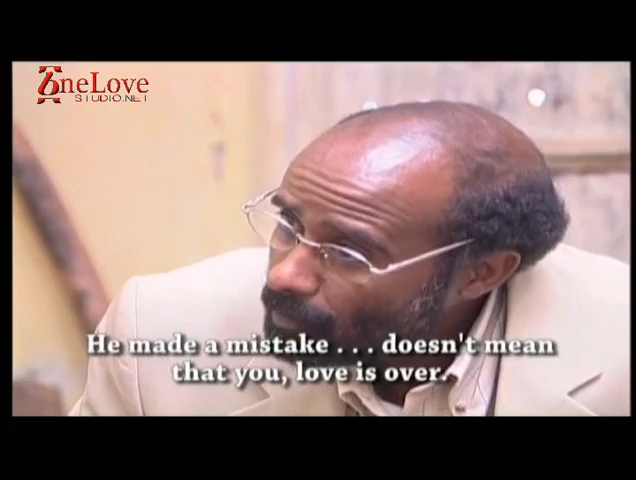 OneLove
STUDIO.NET
He made a mistake . . . doesn't mean
that you, love is over.